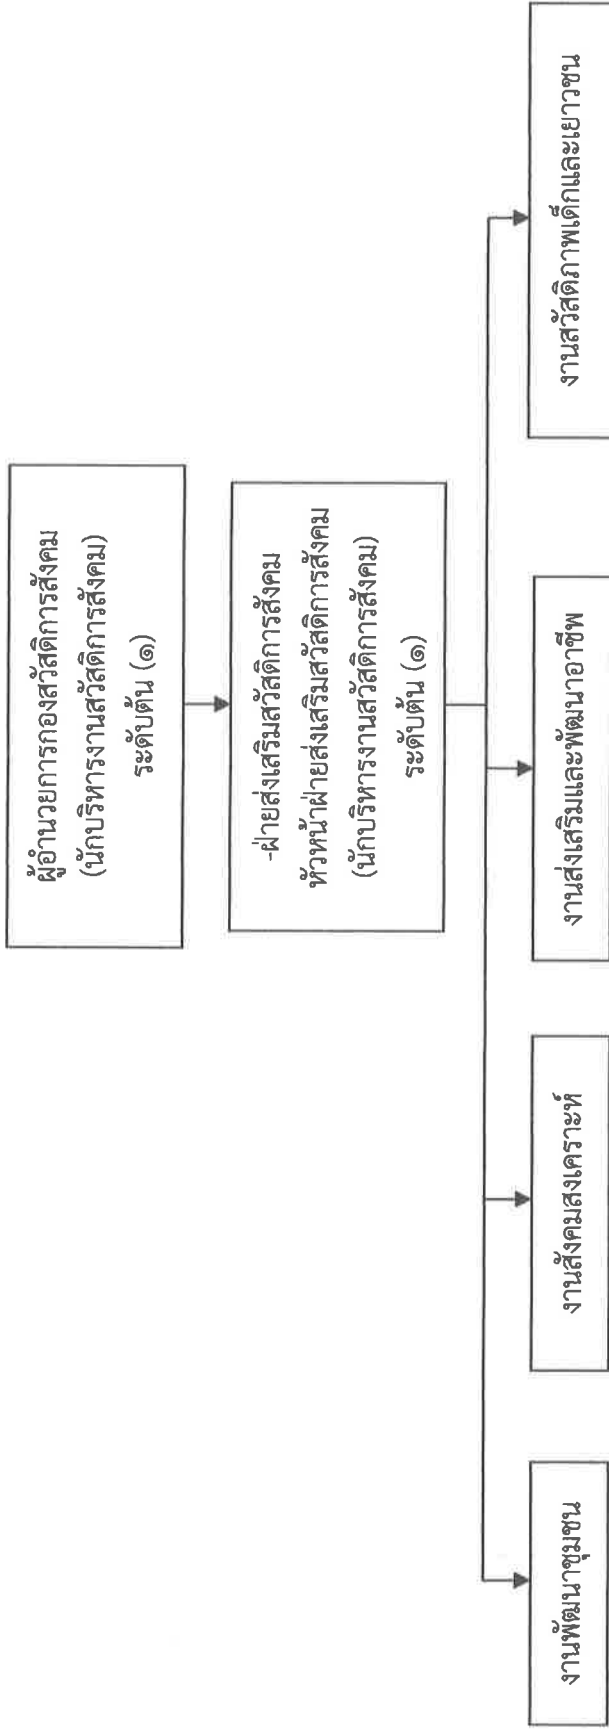 ผู้อำนวยการกองสวัสดิการสังคม
(นักบริหารงานสวัสดิการสังคม)
ระดับต้น (๑)
-ฝ่ายส่งเสริมสวัสดิการสังคม
หัวหน้าฝ่ายส่งเสริมสวัสดิการสังคม
(นักบริหารงานสวัสดิการสังคม)
ระดับต้น (๑)
งานพัฒนาชุมชน
งานสังคมสงเคราะห์
งานส่งเสริมและพัฒนาอาชีพ
งานสวัสดิภาพเด็กและเยาวชน